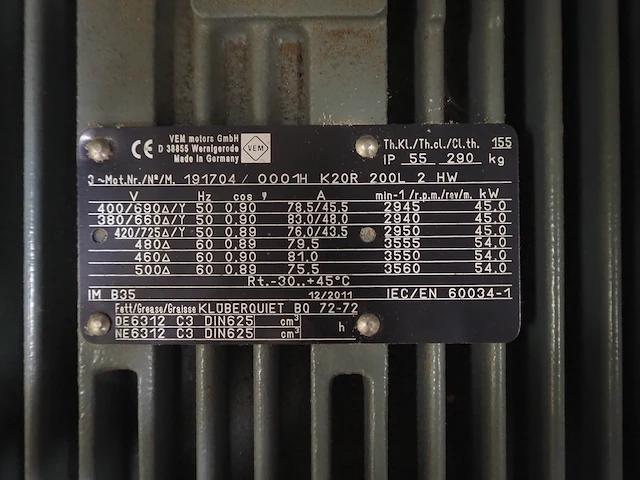 VEM motors GmbH
D 38855 Wernigerode
Made in Germany
CE
VEM
Th.Kl./Th.cl./Cl.th. 155
IP 55 290 kg
3~Mot.Nr./N°/M. 191704/ 0001H K20R 200L 2 HW
V Hz cos φ A min-1/r.p.m./rev/m. kW
400/690Δ/Y 50 0.90 78.5/45.5 2945 45.0
380/660Δ/Y 50 0.90 83.0/48.0 2940 45.0
420/725Δ/Y 50 0.89 76.0/43.5 2950 45.0
480Δ 60 0.89 79.5 3555 54.0
460Δ 60 0.90 81.0 3550 54.0
500Δ 60 0.89 75.5 3560 54.0
Rt.-30..+45°C
IM B35 12/2011 IEC/EN 60034-1
Fett/Grease/Graisse KLÜBERQUIET BQ 72-72
DE6312 C3 DIN625 cm³ h
NE6312 C3 DIN625 cm³